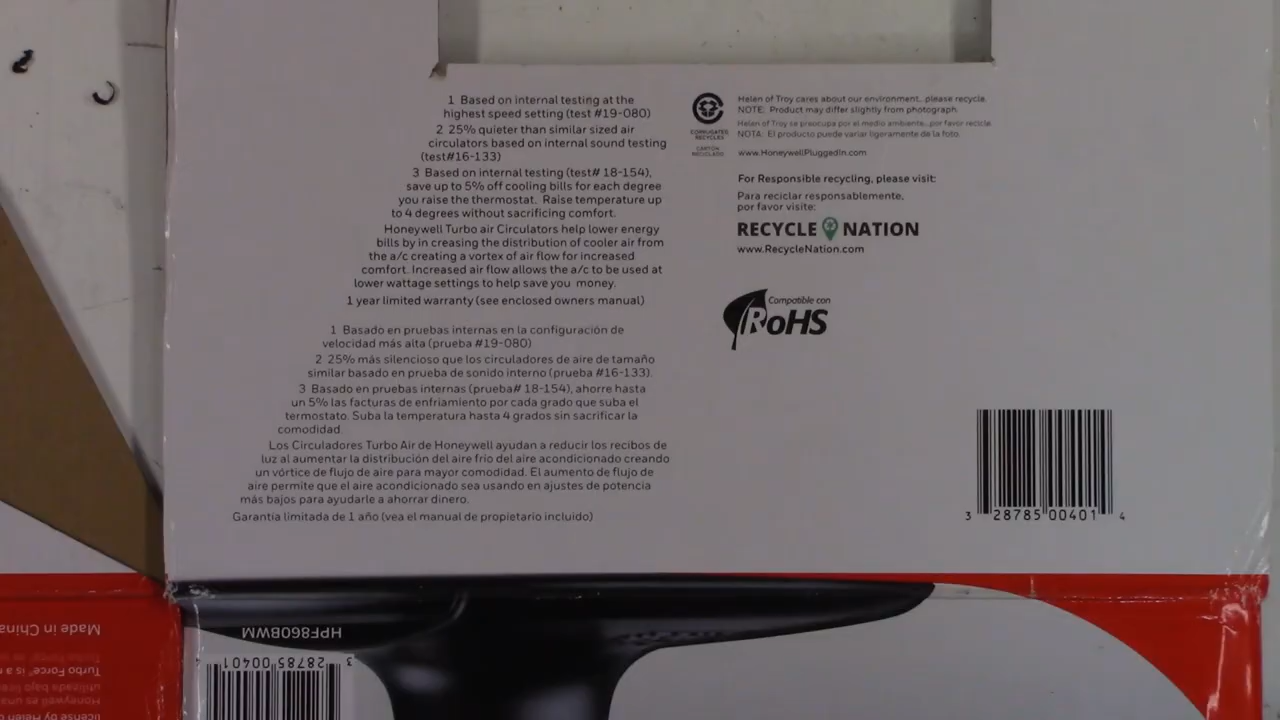 1 Based on internal testing at the
highest speed setting (test #19-080)
2 25% quieter than similar sized air
circulators based on internal sound testing
(test#16-133)
3 Based on internal testing (test# 18-154),
save up to 5% off cooling bills for each degree
you raise the thermostat. Raise temperature up
to 4 degrees without sacrificing comfort.
Honeywell Turbo air Circulators help lower energy
bills by in creasing the distribution of cooler air from
the a/c creating a vortex of air flow for increased
comfort. Increased air flow allows the a/c to be used at
lower wattage settings to help save you money.
1 year limited warranty (see enclosed owners manual)
1 Basado en pruebas internas en la configuración de
velocidad más alta (prueba #19-080)
2 25% más silencioso que los circuladores de aire de tamaño
similar basado en prueba de sonido interno (prueba #16-133).
3 Basado en pruebas internas (prueba# 18-154), ahorre hasta
un 5% las facturas de enfriamiento por cada grado que suba el
termostato. Suba la temperatura hasta 4 grados sin sacrificar la
comodidad.
Los Circuladores Turbo Air de Honeywell ayudan a reducir los recibos de
luz al aumentar la distribución del aire frio del aire acondicionado creando
un vórtice de flujo de aire para mayor comodidad. El aumento de flujo de
aire permite que el aire acondicionado sea usando en ajustes de potencia
más bajos para ayudarle a ahorrar dinero.
Garantía limitada de 1 año (vea el manual de propietario incluido)
CORRUGATED
RECYCLES
CARTÓN
RECICLADO
Helen of Troy cares about our environment...please recycle.
NOTE: Product may differ slightly from photograph.
Helen of Troy se preocupa por el medio ambiente...por favor recicle.
NOTA: El producto puede variar ligeramente de la foto.
www.HoneywellPluggedIn.com
For Responsible recycling, please visit:
Para reciclar responsablemente,
por favor visite:
RECYCLE NATION
www.RecycleNation.com
Compatible con
RoHS
3 28785 00401 4
HPF860BWM
3 28785 00401 4
Made in China
Turbo Force® is a
utilizada bajo
Honeywell es una
license by Helen